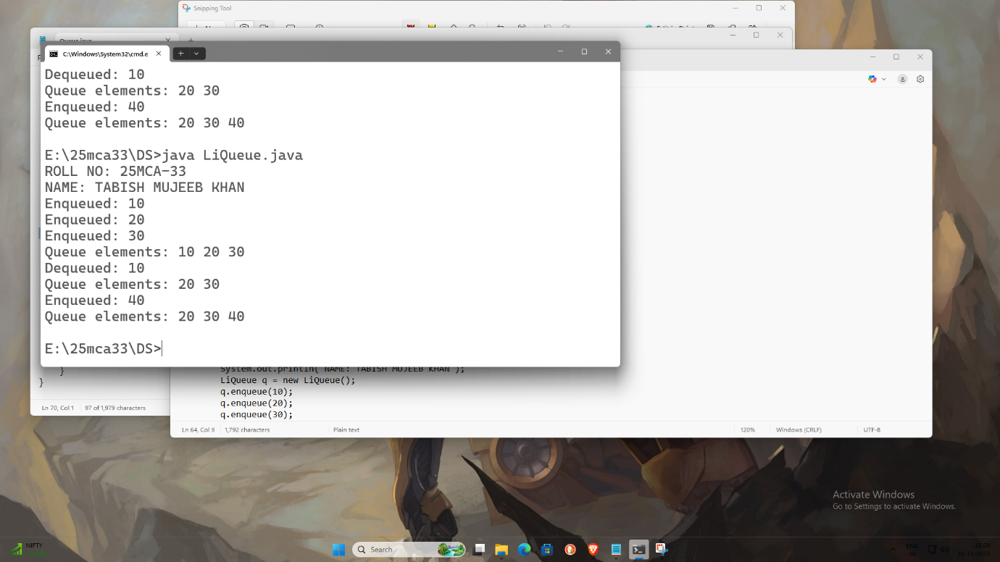 Snipping Tool
Queue.java
C:\Windows\System32\cmd.e
Dequeued: 10
Queue elements: 20 30
Enqueued: 40
Queue elements: 20 30 40
E:\25mca33\DS>java LiQueue.java
ROLL NO: 25MCA-33
NAME: TABISH MUJEEB KHAN
Enqueued: 10
Enqueued: 20
Enqueued: 30
Queue elements: 10 20 30
Dequeued: 10
Queue elements: 20 30
Enqueued: 40
Queue elements: 20 30 40
E:\25mca33\DS>
}
}
Ln 70, Col 1 97 of 1,979 characters
System.out.println("NAME: TABISH MUJEEB KHAN");
LiQueue q = new LiQueue();
q.enqueue(10);
q.enqueue(20);
q.enqueue(30);
Ln 64, Col 9 1,792 characters Plain text 120% Windows (CRLF) UTF-8
Activate Windows
Go to Settings to activate Windows.
NIFTY
Search
ENG
IN
15:08
20-11-2025